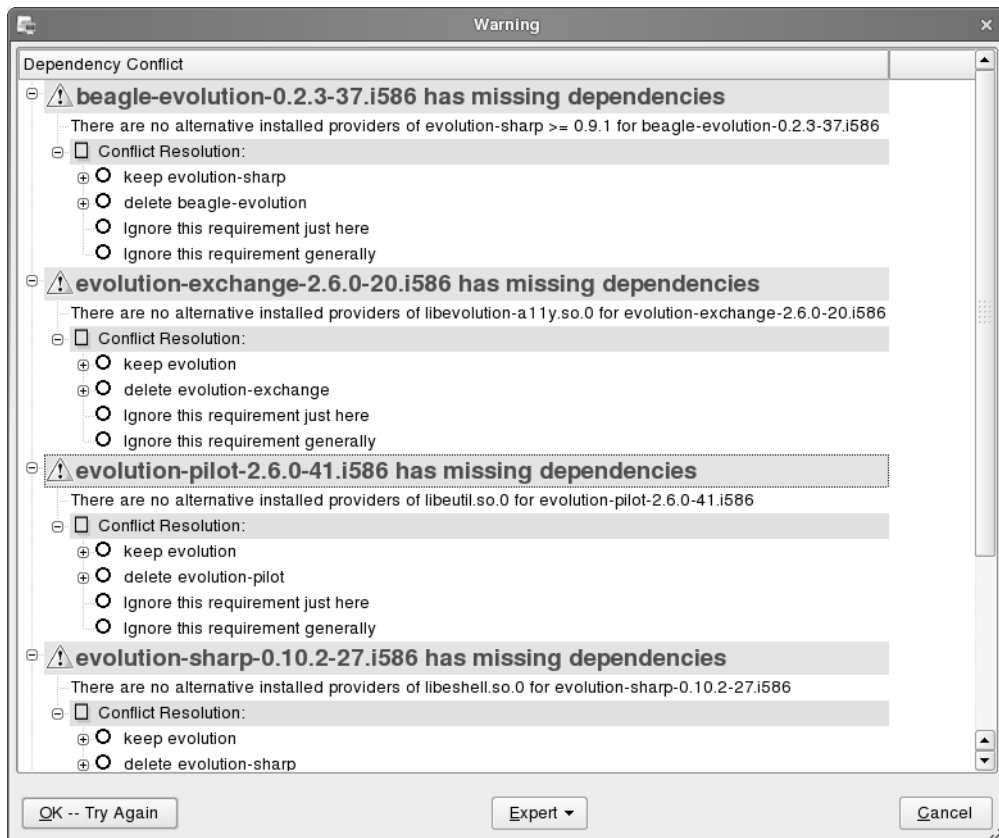 Warning
Dependency Conflict
beagle-evolution-0.2.3-37.i586 has missing dependencies
There are no alternative installed providers of evolution-sharp >= 0.9.1 for beagle-evolution-0.2.3-37.i586
Conflict Resolution:
keep evolution-sharp
delete beagle-evolution
Ignore this requirement just here
Ignore this requirement generally
evolution-exchange-2.6.0-20.i586 has missing dependencies
There are no alternative installed providers of libevolution-a11y.so.0 for evolution-exchange-2.6.0-20.i586
Conflict Resolution:
keep evolution
delete evolution-exchange
Ignore this requirement just here
Ignore this requirement generally
evolution-pilot-2.6.0-41.i586 has missing dependencies
There are no alternative installed providers of libeutil.so.0 for evolution-pilot-2.6.0-41.i586
Conflict Resolution:
keep evolution
delete evolution-pilot
Ignore this requirement just here
Ignore this requirement generally
evolution-sharp-0.10.2-27.i586 has missing dependencies
There are no alternative installed providers of libeshell.so.0 for evolution-sharp-0.10.2-27.i586
Conflict Resolution:
keep evolution
delete evolution-sharp
OK -- Try Again
Expert
Cancel